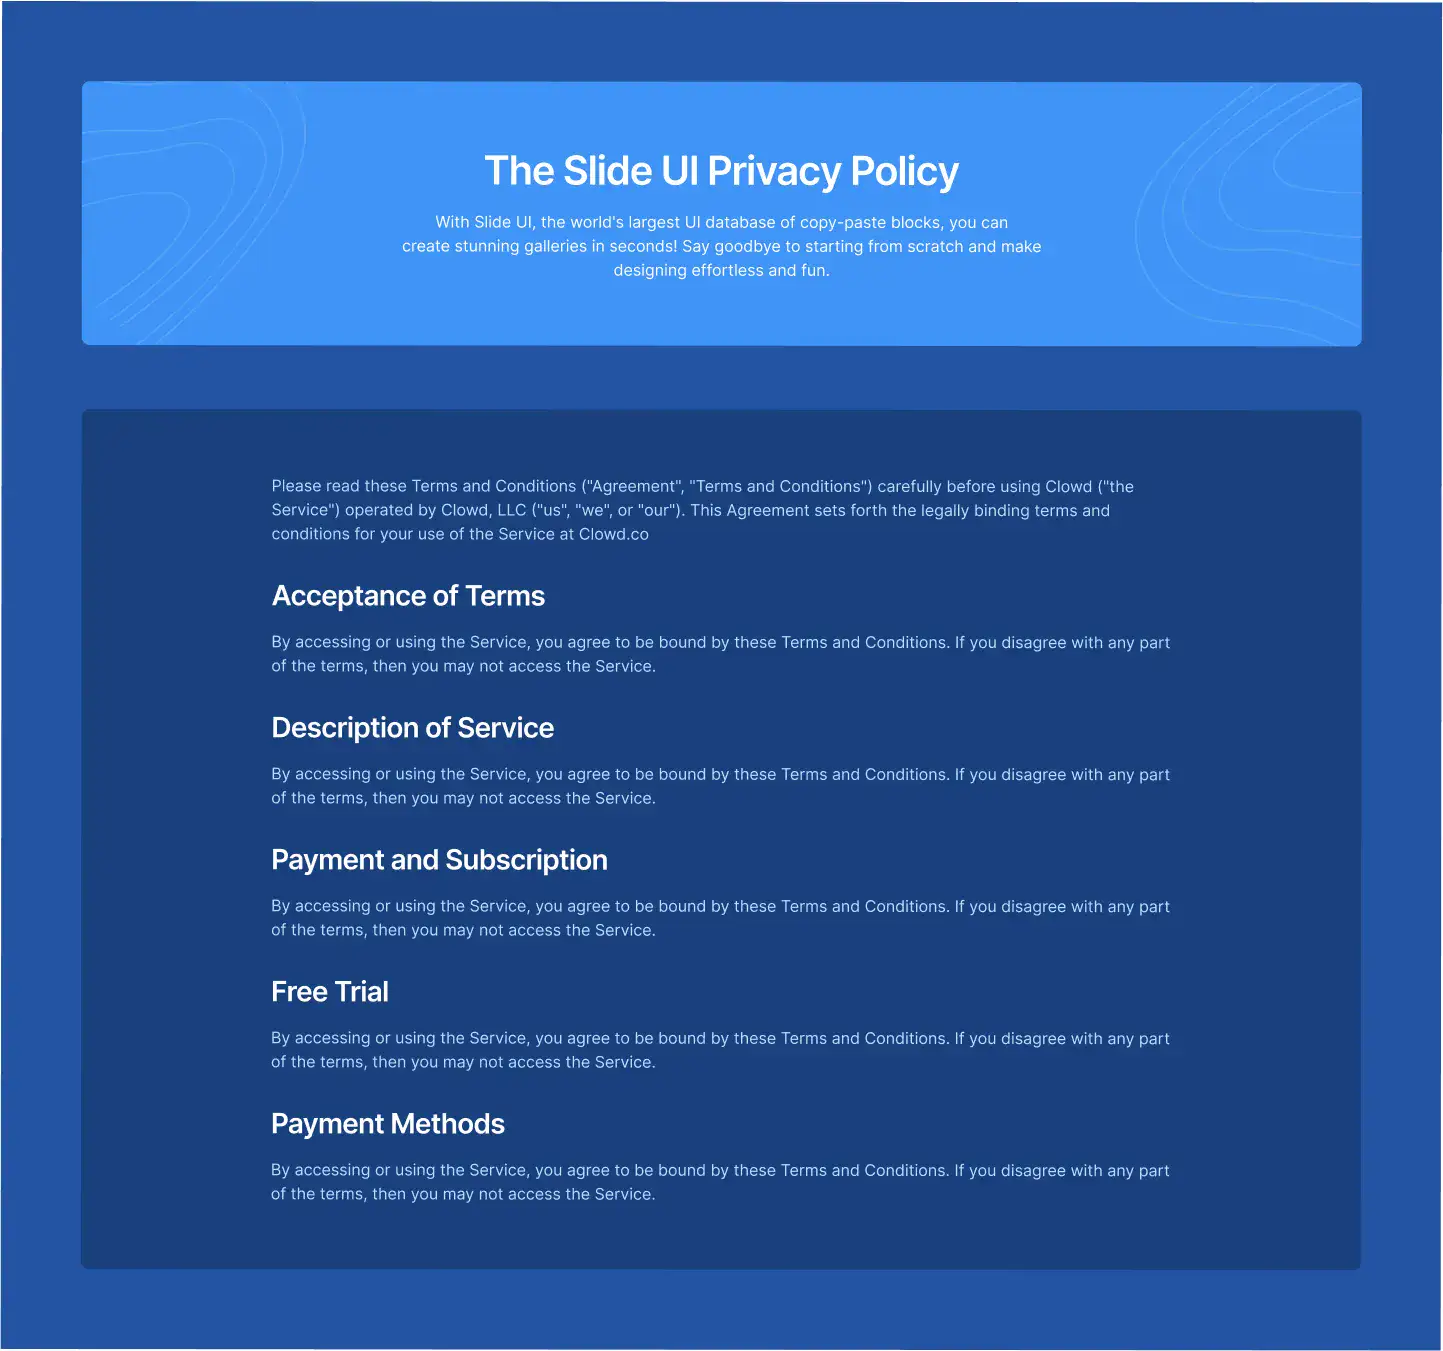 The Slide UI Privacy Policy
With Slide UI, the world's largest UI database of copy-paste blocks, you can
create stunning galleries in seconds! Say goodbye to starting from scratch and make
designing effortless and fun.
Please read these Terms and Conditions ("Agreement", "Terms and Conditions") carefully before using Clowd ("the
Service") operated by Clowd, LLC ("us", "we", or "our"). This Agreement sets forth the legally binding terms and
conditions for your use of the Service at Clowd.co
Acceptance of Terms
By accessing or using the Service, you agree to be bound by these Terms and Conditions. If you disagree with any part
of the terms, then you may not access the Service.
Description of Service
By accessing or using the Service, you agree to be bound by these Terms and Conditions. If you disagree with any part
of the terms, then you may not access the Service.
Payment and Subscription
By accessing or using the Service, you agree to be bound by these Terms and Conditions. If you disagree with any part
of the terms, then you may not access the Service.
Free Trial
By accessing or using the Service, you agree to be bound by these Terms and Conditions. If you disagree with any part
of the terms, then you may not access the Service.
Payment Methods
By accessing or using the Service, you agree to be bound by these Terms and Conditions. If you disagree with any part
of the terms, then you may not access the Service.